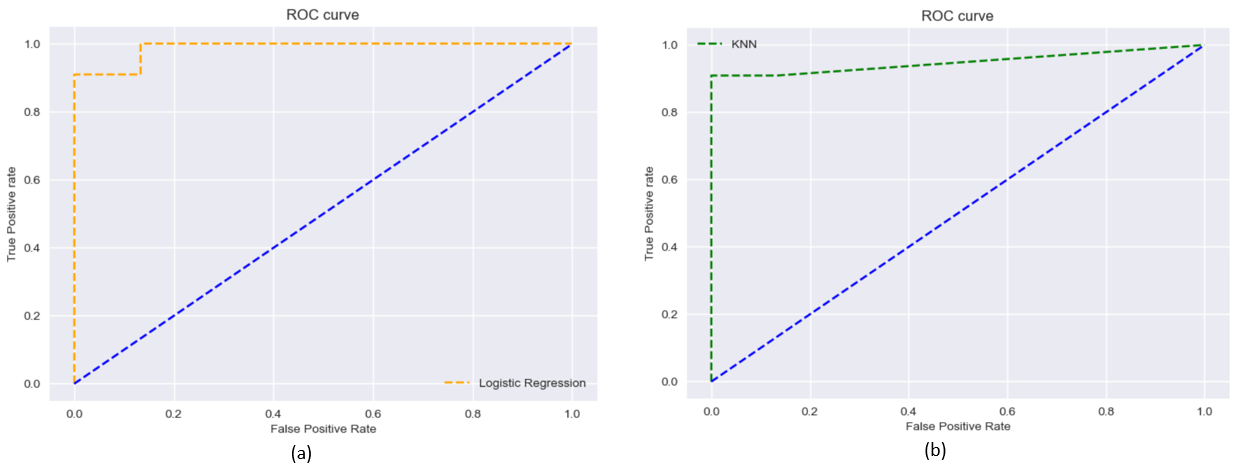 ROC curve
1.0
0.8
0.6
0.4
0.2
0.0
True Positive rate
Logistic Regression
0.0 0.2 0.4 0.6 0.8 1.0
False Positive Rate
(a)
ROC curve
KNN
1.0
0.8
0.6
0.4
0.2
0.0
True Positive rate
0.0 0.2 0.4 0.6 0.8 1.0
False Positive Rate
(b)